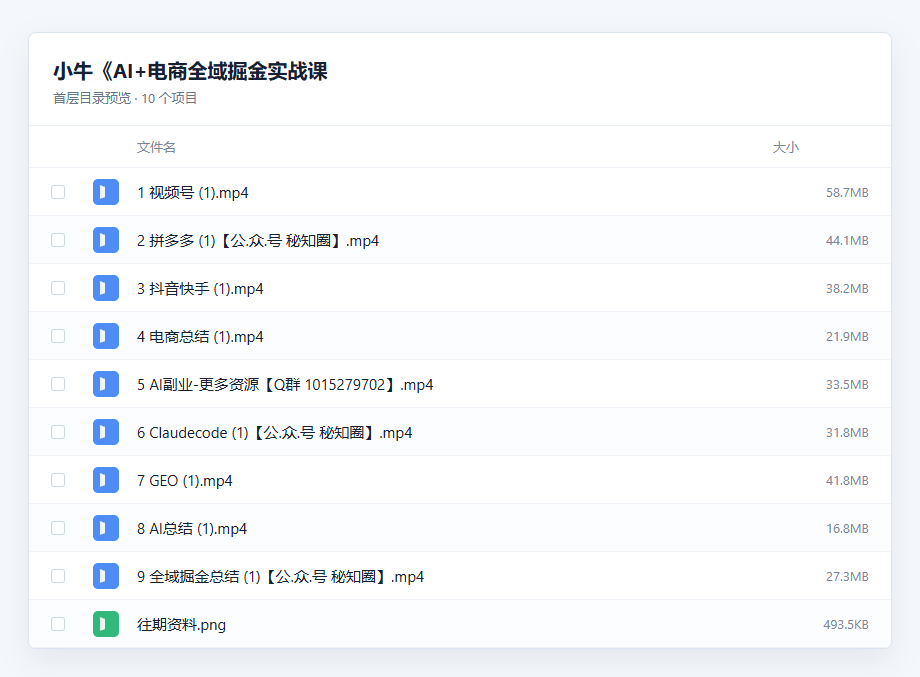 小牛《AI+电商全域掘金实战课
首层目录预览 · 10 个项目
文件名 大小
1 视频号 (1).mp4 58.7MB
2 拼多多 (1)【公.众.号 秘知圈】.mp4 44.1MB
3 抖音快手 (1).mp4 38.2MB
4 电商总结 (1).mp4 21.9MB
5 AI副业-更多资源【Q群 1015279702】.mp4 33.5MB
6 Claudecode (1)【公.众.号 秘知圈】.mp4 31.8MB
7 GEO (1).mp4 41.8MB
8 AI总结 (1).mp4 16.8MB
9 全域掘金总结 (1)【公.众.号 秘知圈】.mp4 27.3MB
往期资料.png 493.5KB